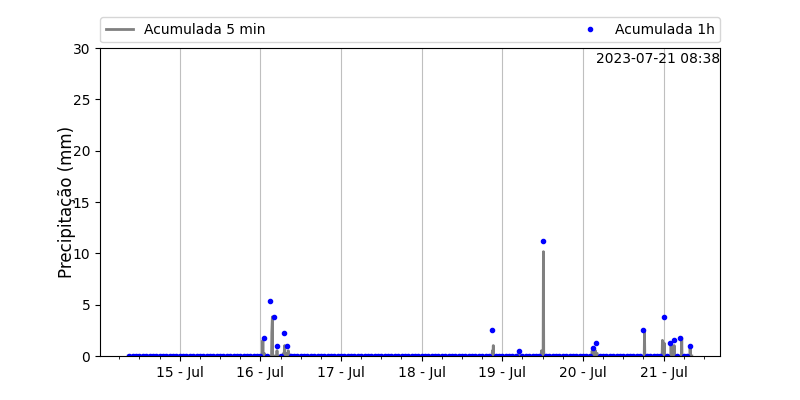 Acumulada 5 min
Acumulada 1h
2023-07-21 08:38
Precipitação (mm)
30
25
20
15
10
5
0
15 - Jul
16 - Jul
17 - Jul
18 - Jul
19 - Jul
20 - Jul
21 - Jul